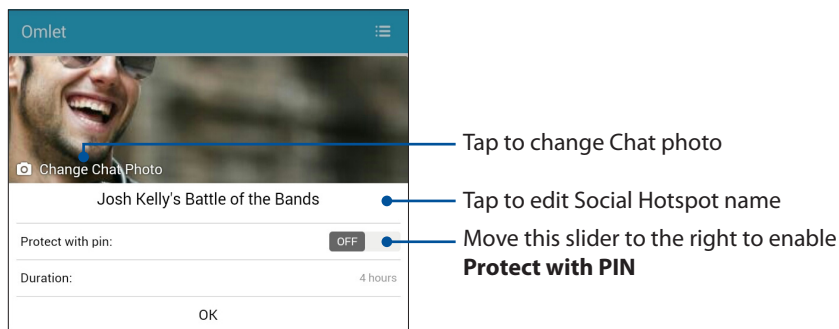 Omlet
Change Chat Photo
Tap to change Chat photo
Josh Kelly's Battle of the Bands
Tap to edit Social Hotspot name
Protect with pin:
OFF
Move this slider to the right to enable
Protect with PIN
Duration:
4 hours
OK